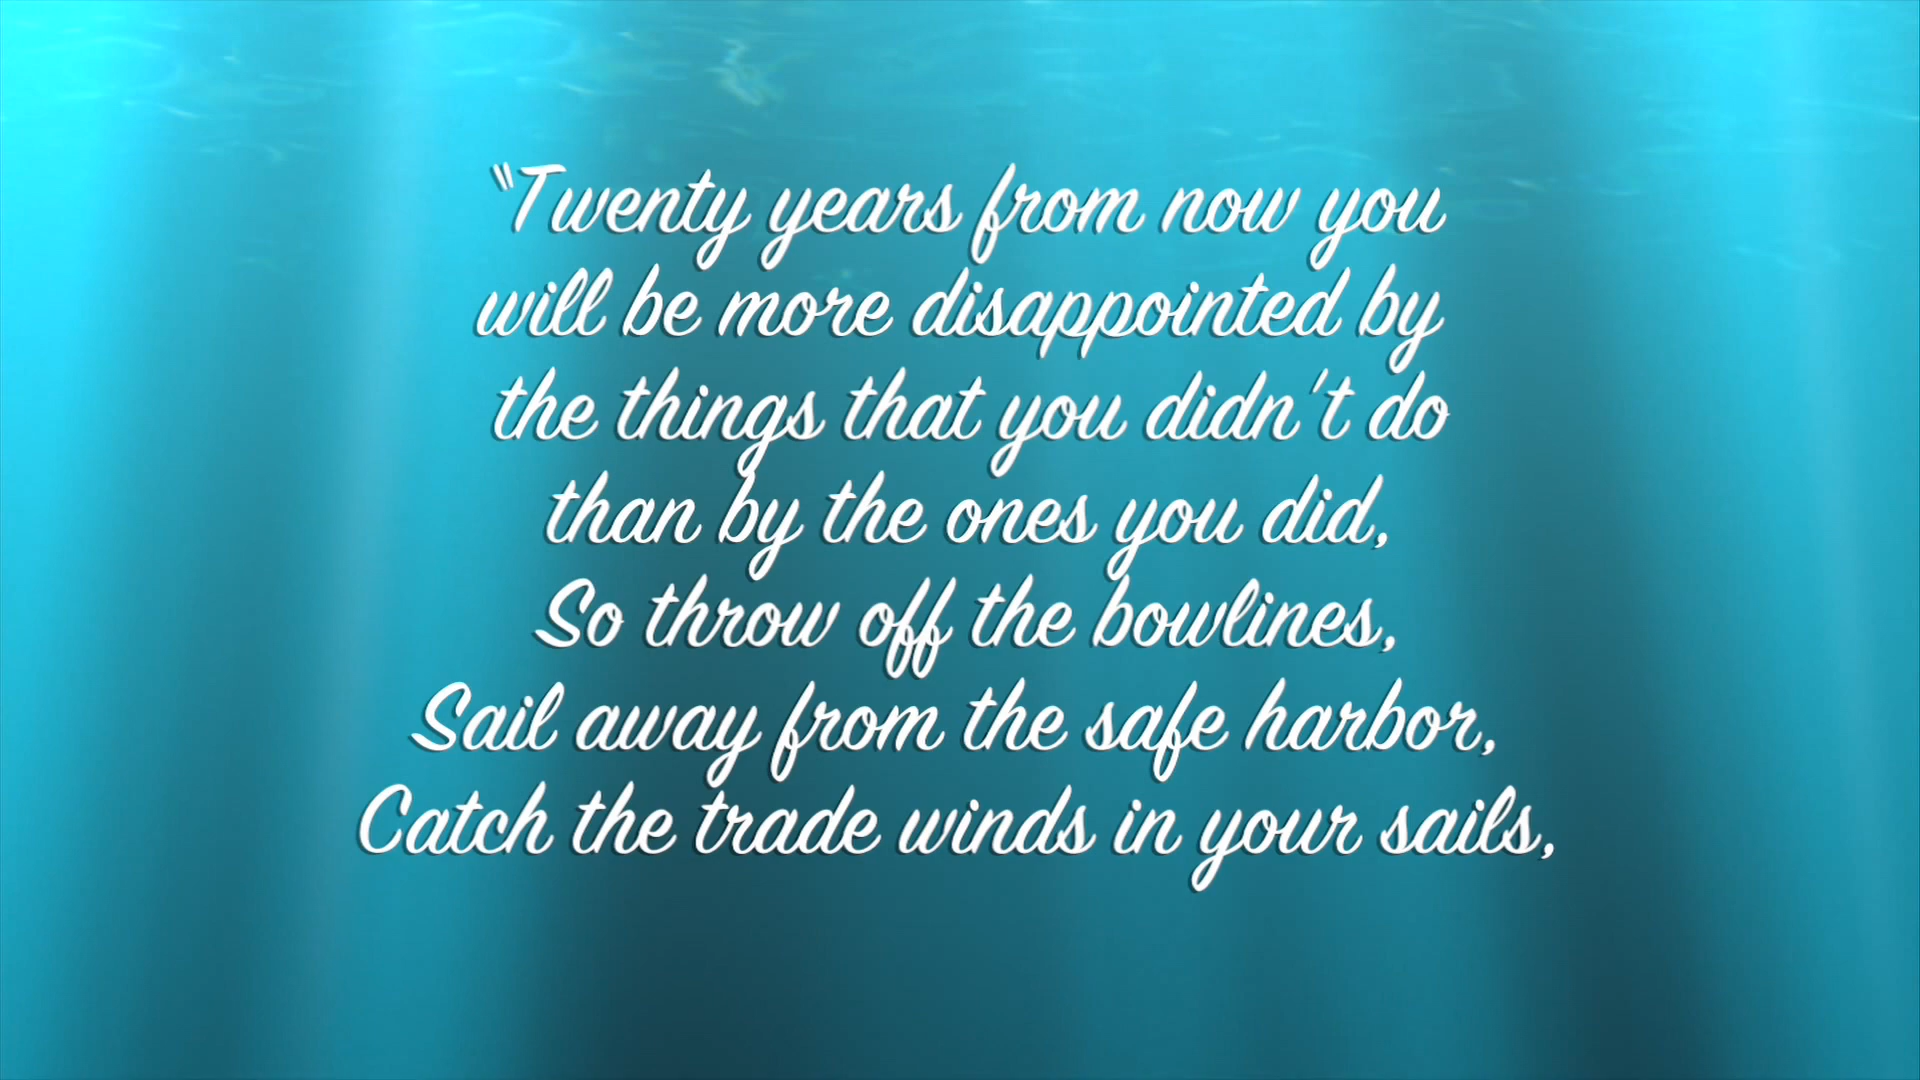 “Twenty years from now you
will be more disappointed by
the things that you didn't do
than by the ones you did,
So throw off the bowlines,
Sail away from the safe harbor,
Catch the trade winds in your sails,